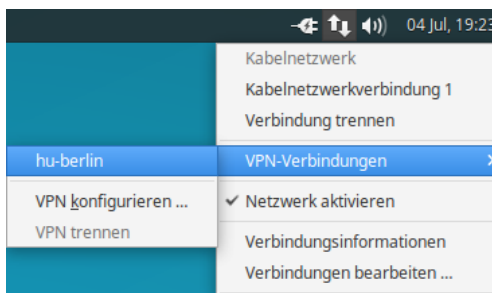 04 Jul, 19:23
Kabelnetzwerk
Kabelnetzwerkverbindung 1
Verbindung trennen
VPN-Verbindungen
hu-berlin
VPN konfigurieren ...
VPN trennen
Netzwerk aktivieren
Verbindungsinformationen
Verbindungen bearbeiten ...